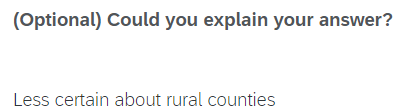 (Optional) Could you explain your answer?
Less certain about rural counties